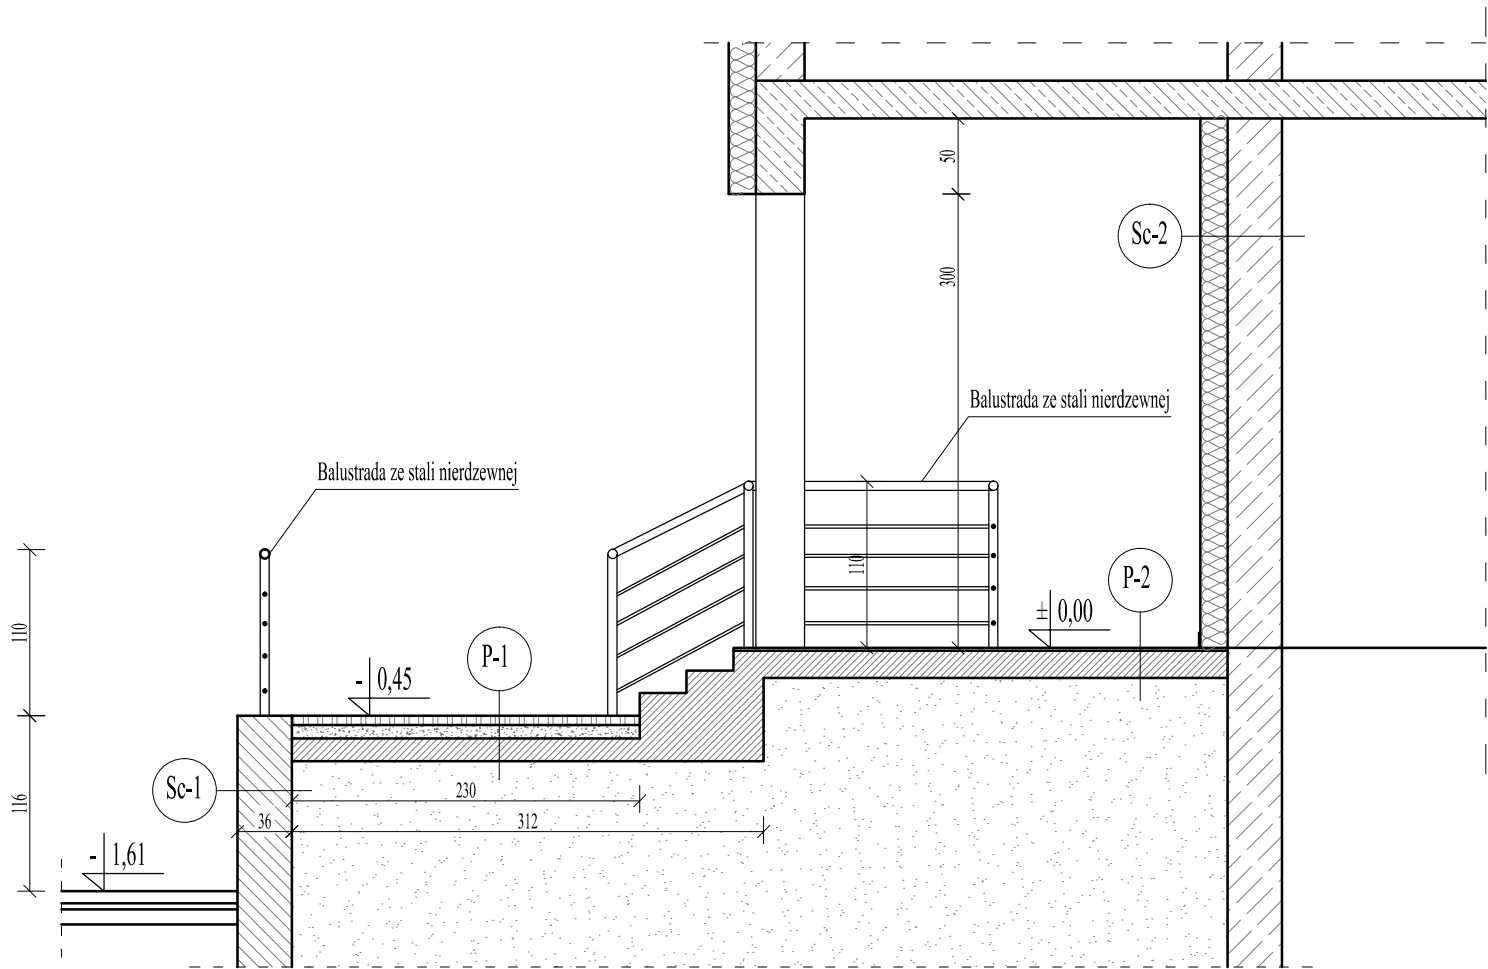 50
Sc-2
300
Balustrada ze stali nierdzewnej
Balustrada ze stali nierdzewnej
110
P-2
± 0,00
110
P-1
- 0,45
Sc-1
230
116
36
312
- 1,61